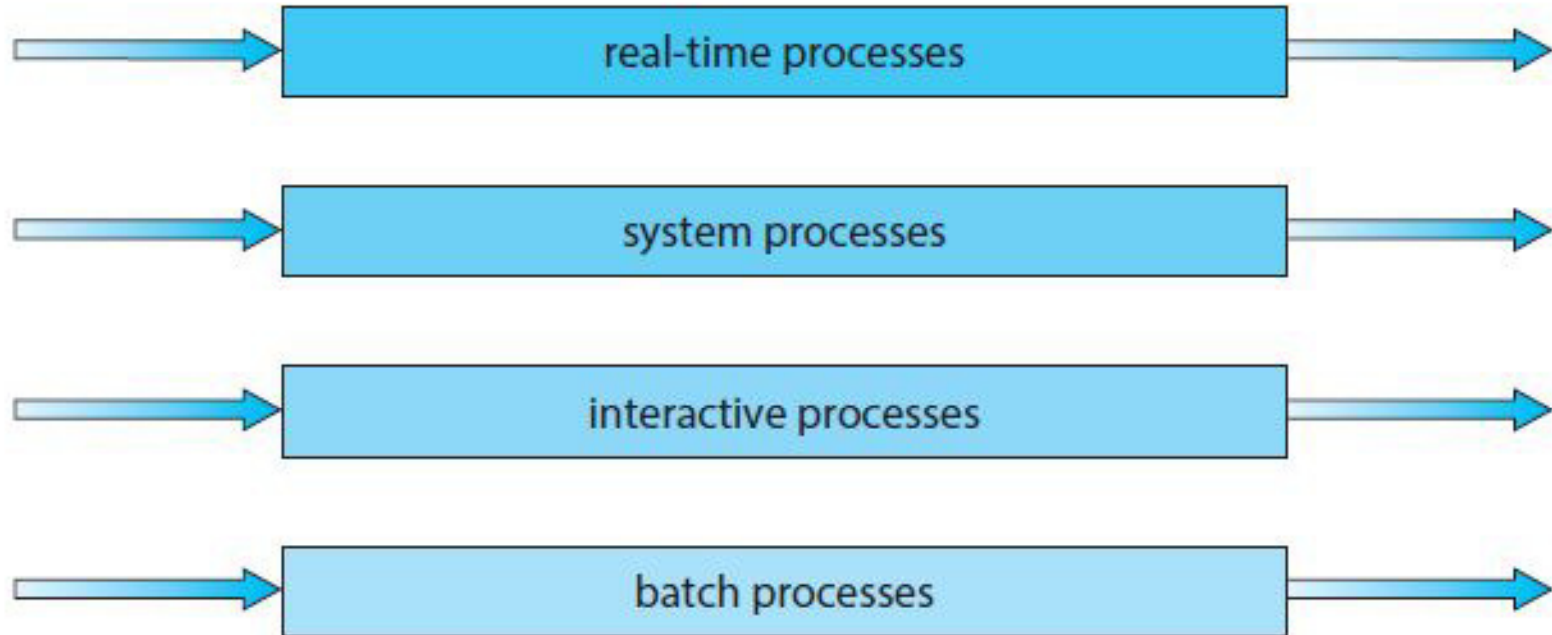 real-time processes
system processes
interactive processes
batch processes